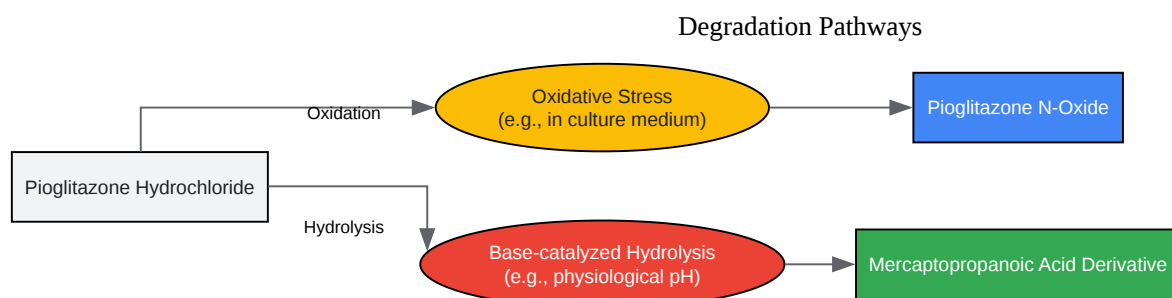 Degradation Pathways
Oxidative Stress
(e.g., in culture medium)
Pioglitazone N-Oxide
Oxidation
Pioglitazone Hydrochloride
Hydrolysis
Base-catalyzed Hydrolysis
(e.g., physiological pH)
Mercaptopropanoic Acid Derivative